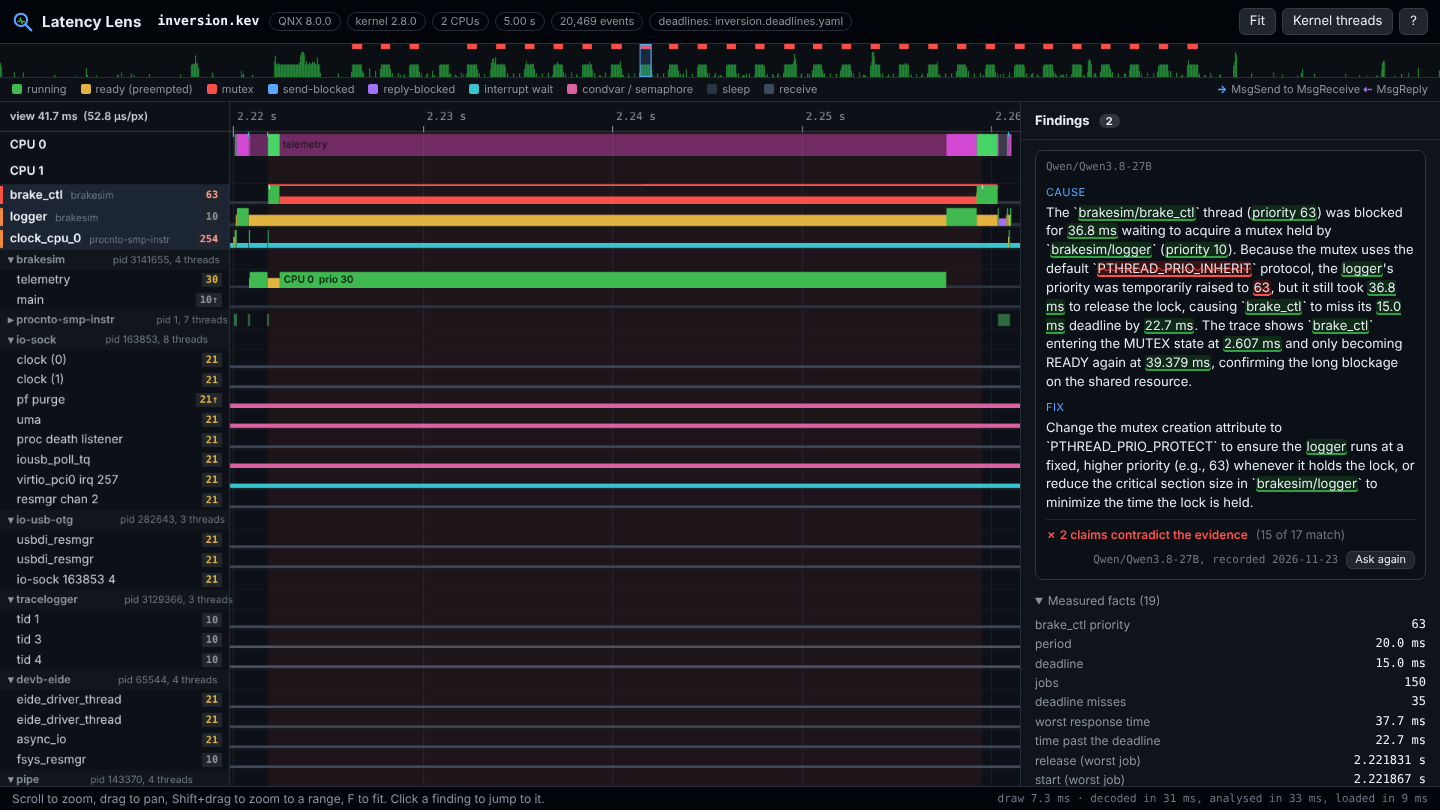 Latency Lens inversion.kev QNX 8.0.0 kernel 2.8.0 2 CPUs 5.00 s 20,469 events deadlines: inversion.deadlines.yaml Fit Kernel threads ?
running ready (preempted) mutex send-blocked reply-blocked interrupt wait condvar / semaphore sleep receive → MsgSend to MsgReceive ← MsgReply
view 41.7 ms (52.8 µs/px) 2.22 s 2.23 s 2.24 s 2.25 s 2.26
CPU 0 telemetry
CPU 1
brake_ctl brakesim 63
logger brakesim 10
clock_cpu_0 procnto-smp-instr 254
▾ brakesim pid 3141655, 4 threads
telemetry 30 CPU 0 prio 30
main 10↑
▸ procnto-smp-instr pid 1, 7 threads
▾ io-sock pid 163853, 8 threads
clock (0) 21
clock (1) 21
pf purge 21↑
uma 21
proc death listener 21
iousb_poll_tq 21
virtio_pci0 irq 257 21
resmgr chan 2 21
▾ io-usb-otg pid 282643, 3 threads
usbdi_resmgr 21
usbdi_resmgr 21
io-sock 163853 4 21
▾ tracelogger pid 3129366, 3 threads
tid 1 10
tid 3 10
tid 4 10
▾ devb-eide pid 65544, 4 threads
eide_driver_thread 21
eide_driver_thread 21
async_io 21
fsys_resmgr 10
▾ pipe pid 143370, 4 threads
Findings 2
Qwen/Qwen3.8-27B
CAUSE
The `brakesim/brake_ctl` thread (priority 63) was blocked
for 36.8 ms waiting to acquire a mutex held by
`brakesim/logger` (priority 10). Because the mutex uses the
default `PTHREAD_PRIO_INHERIT` protocol, the logger's
priority was temporarily raised to 63, but it still took 36.8
ms to release the lock, causing `brake_ctl` to miss its 15.0
ms deadline by 22.7 ms. The trace shows `brake_ctl`
entering the MUTEX state at 2.607 ms and only becoming
READY again at 39.379 ms, confirming the long blockage
on the shared resource.
FIX
Change the mutex creation attribute to
`PTHREAD_PRIO_PROTECT` to ensure the logger runs at a
fixed, higher priority (e.g., 63) whenever it holds the lock, or
reduce the critical section size in `brakesim/logger` to
minimize the time the lock is held.
× 2 claims contradict the evidence (15 of 17 match)
Qwen/Qwen3.8-27B, recorded 2026-11-23 Ask again
▼ Measured facts (19)
brake_ctl priority 63
period 20.0 ms
deadline 15.0 ms
jobs 150
deadline misses 35
worst response time 37.7 ms
time past the deadline 22.7 ms
release (worst job) 2.221831 s
start (worst job) 2.221867 s
Scroll to zoom, drag to pan, Shift+drag to zoom to a range, F to fit. Click a finding to jump to it. draw 7.3 ms · decoded in 31 ms, analysed in 33 ms, loaded in 9 ms